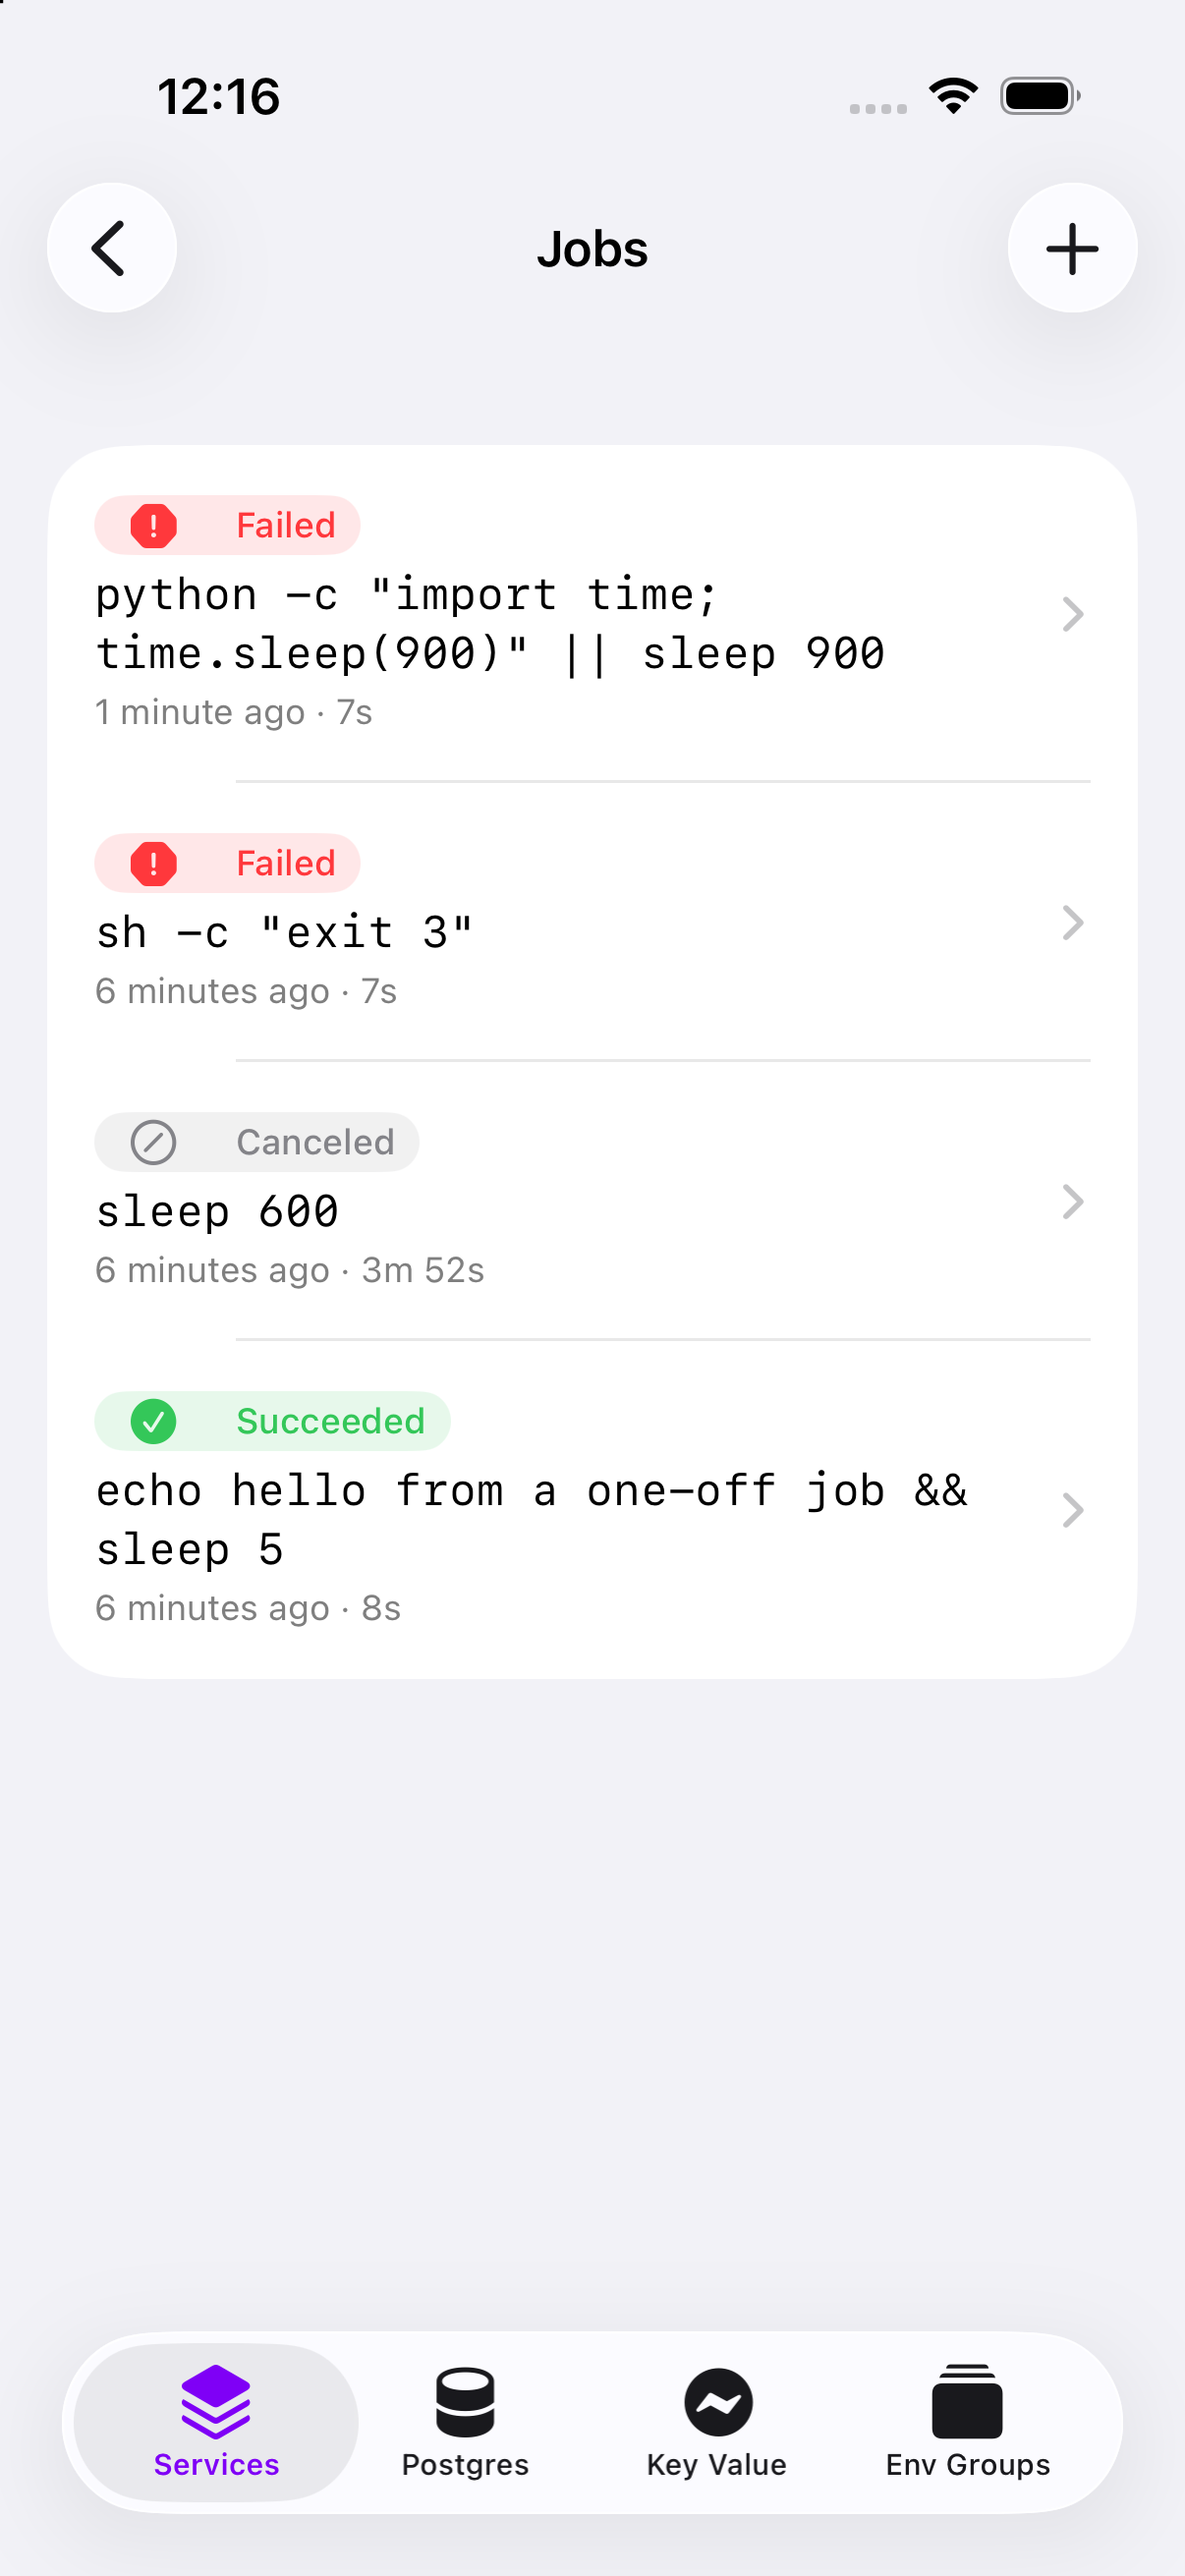 12:16
Jobs
Failed
python -c "import time;
time.sleep(900)" || sleep 900
1 minute ago · 7s
Failed
sh -c "exit 3"
6 minutes ago · 7s
Canceled
sleep 600
6 minutes ago · 3m 52s
Succeeded
echo hello from a one-off job &&
sleep 5
6 minutes ago · 8s
Services
Postgres
Key Value
Env Groups